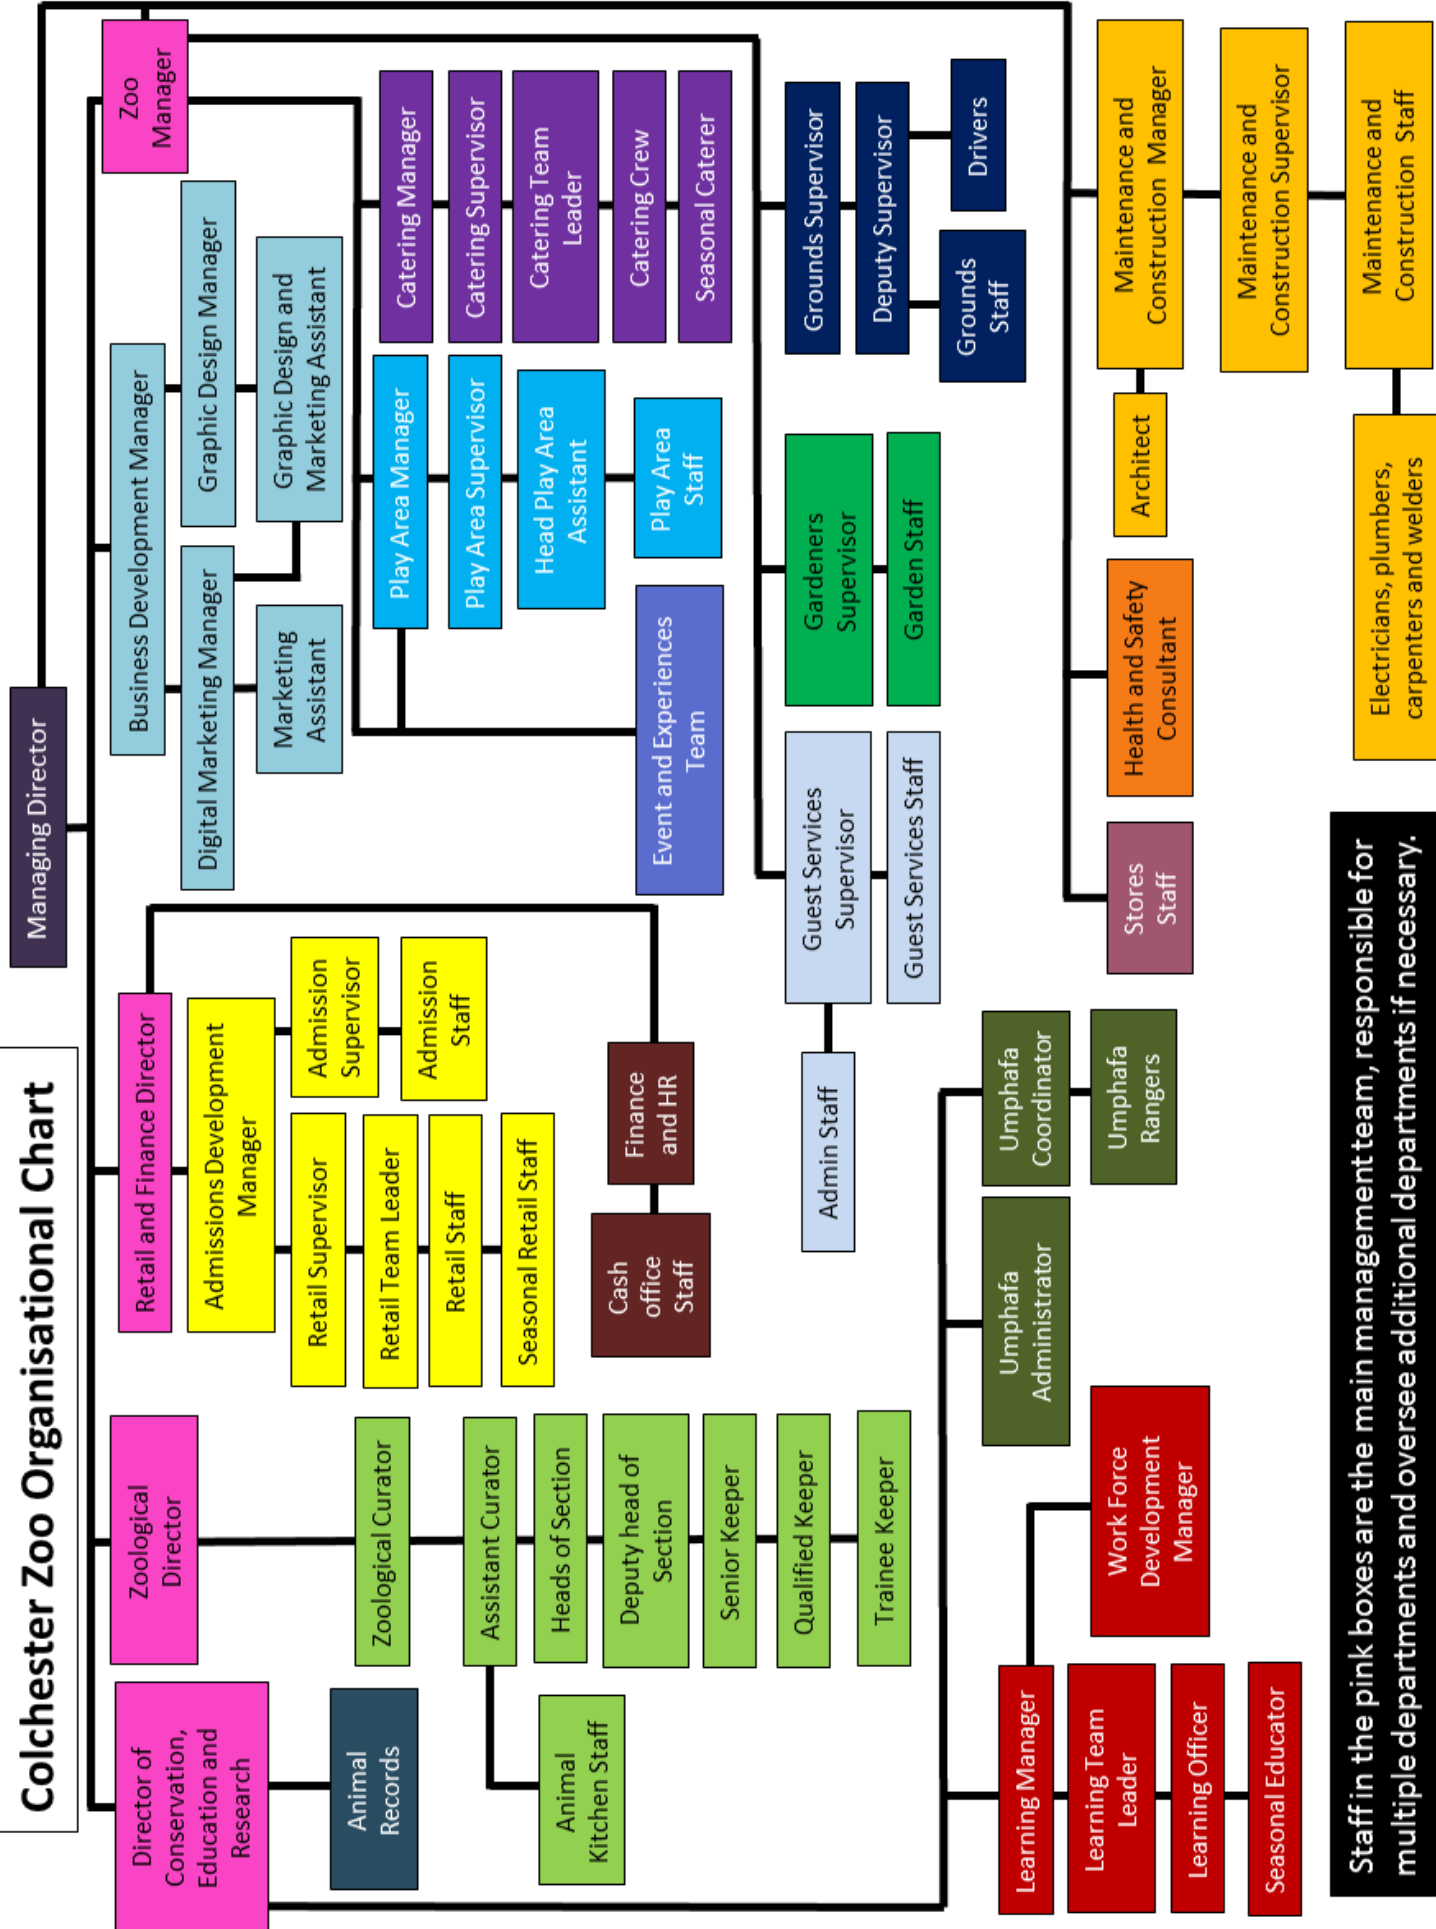 Colchester Zoo Organisational Chart
Managing Director
Director of
Conservation,
Education and
Research
Zoological
Director
Retail and Finance Director
Business Development Manager
Zoo
Manager
Animal
Records
Zoological Curator
Assistant Curator
Heads of Section
Deputy head of
Section
Senior Keeper
Qualified Keeper
Trainee Keeper
Animal
Kitchen Staff
Admissions Development
Manager
Retail Supervisor
Retail Team Leader
Retail Staff
Seasonal Retail Staff
Admission
Supervisor
Admission
Staff
Cash
office
Staff
Finance
and HR
Digital Marketing Manager
Marketing
Assistant
Graphic Design Manager
Graphic Design and
Marketing Assistant
Event and Experiences
Team
Play Area Manager
Play Area Supervisor
Head Play Area
Assistant
Play Area
Staff
Catering Manager
Catering Supervisor
Catering Team
Leader
Catering Crew
Seasonal Caterer
Admin Staff
Guest Services
Supervisor
Guest Services Staff
Gardeners
Supervisor
Garden Staff
Grounds Supervisor
Deputy Supervisor
Grounds
Staff
Drivers
Learning Manager
Learning Team
Leader
Learning Officer
Seasonal Educator
Work Force
Development
Manager
Umphafa
Administrator
Umphafa
Coordinator
Umphafa
Rangers
Stores
Staff
Health and Safety
Consultant
Architect
Maintenance and
Construction Manager
Maintenance and
Construction Supervisor
Maintenance and
Construction Staff
Electricians, plumbers,
carpenters and welders
Staff in the pink boxes are the main management team, responsible for
multiple departments and oversee additional departments if necessary.